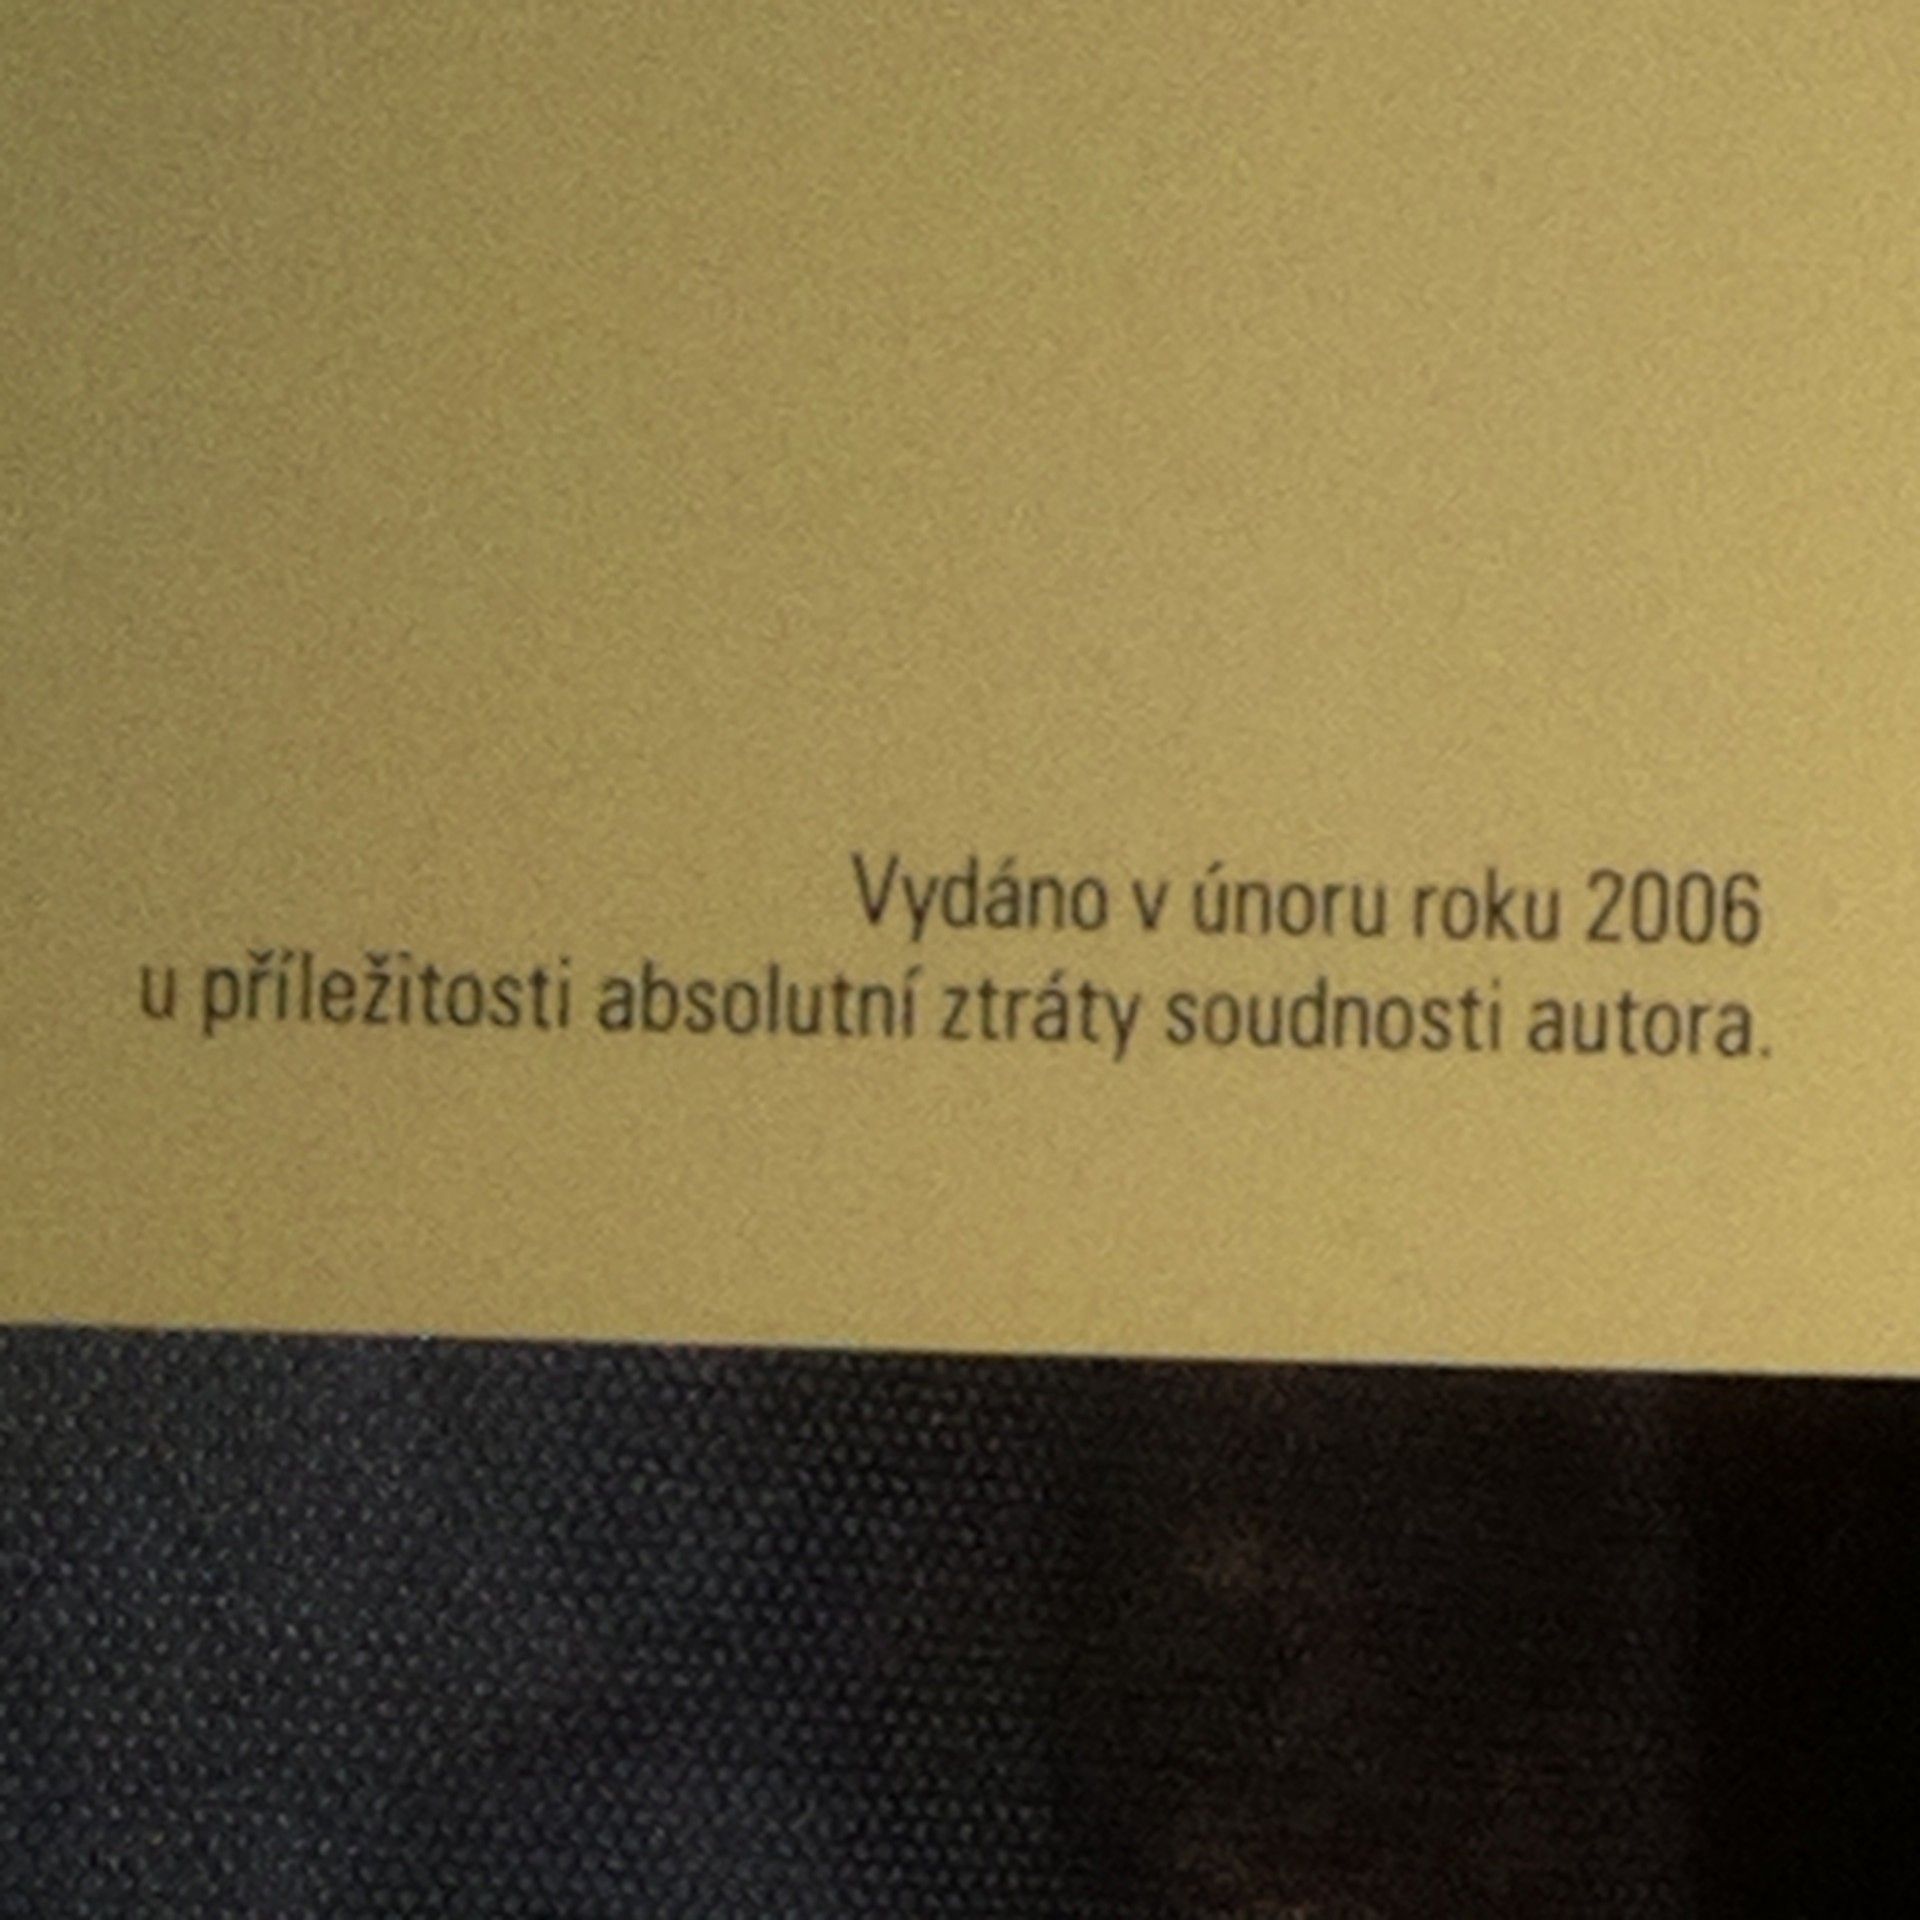 Vydáno v únoru roku 2006
u příležitosti absolutní ztráty soudnosti autora.